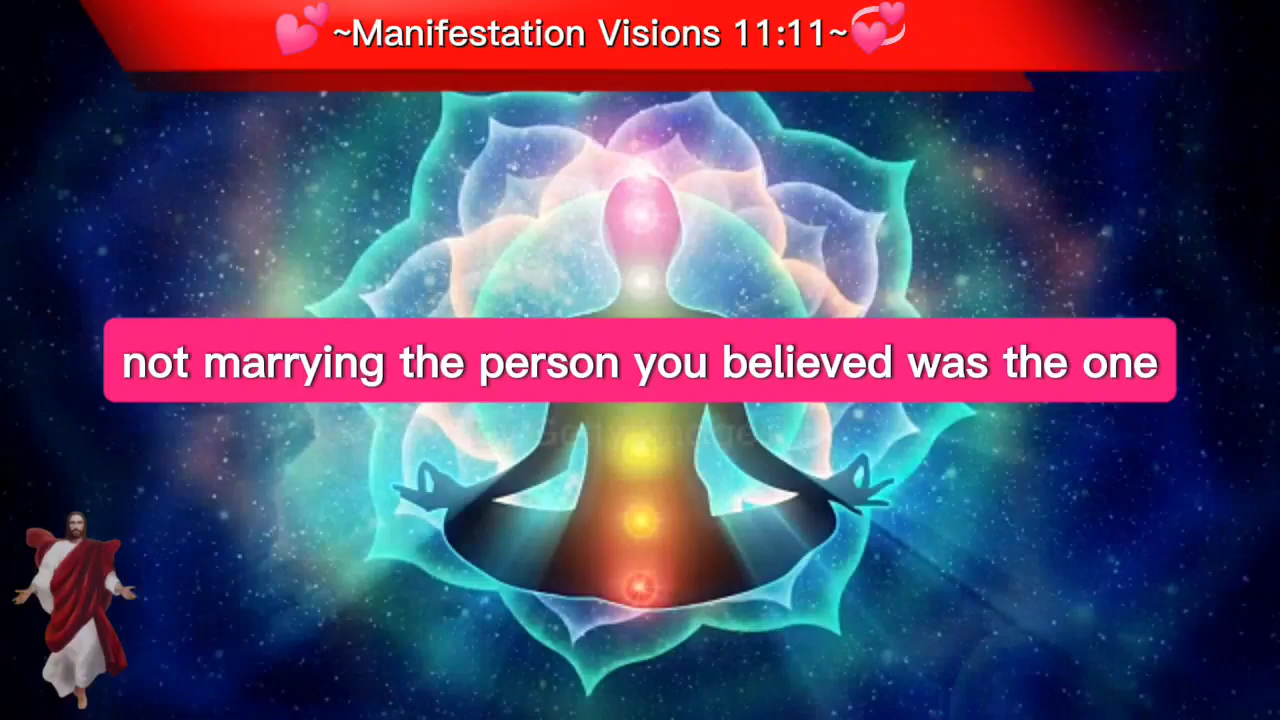 💕~Manifestation Visions 11:11~💞
not marrying the person you believed was the one